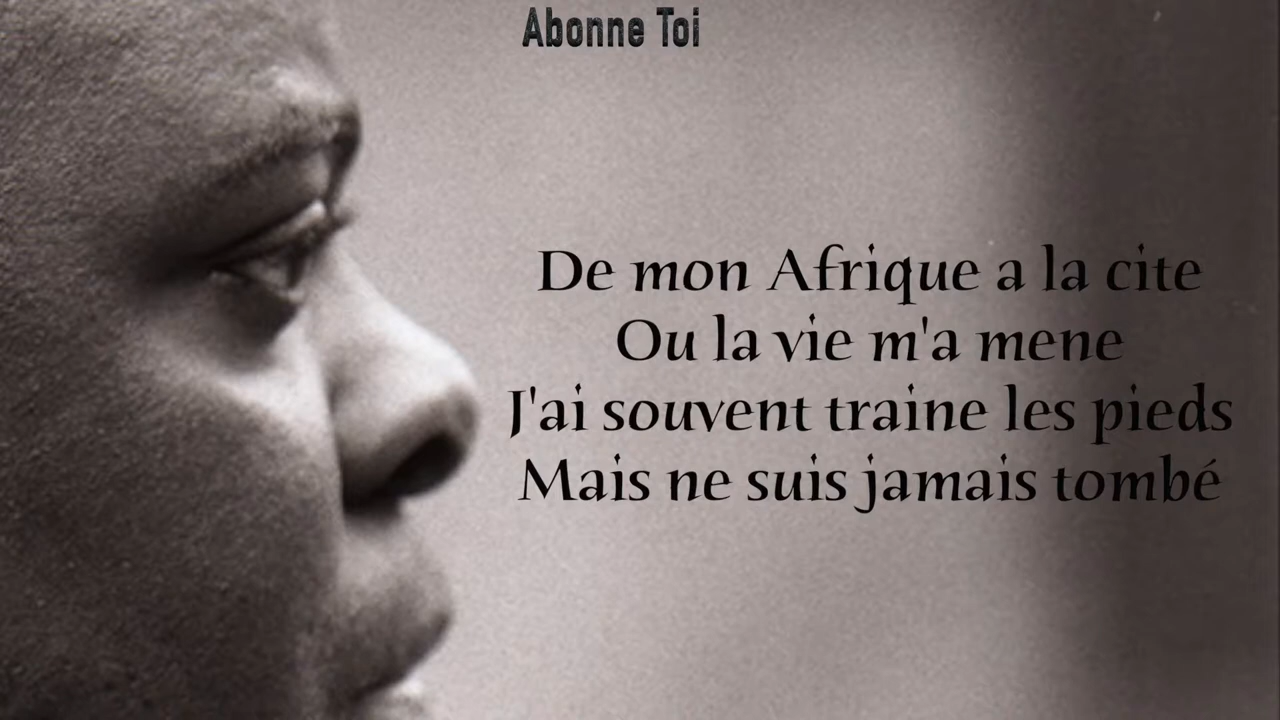 Abonne Toi
De mon Afrique a la cite
Ou la vie m'a mene
J'ai souvent traine les pieds
Mais ne suis jamais tombé